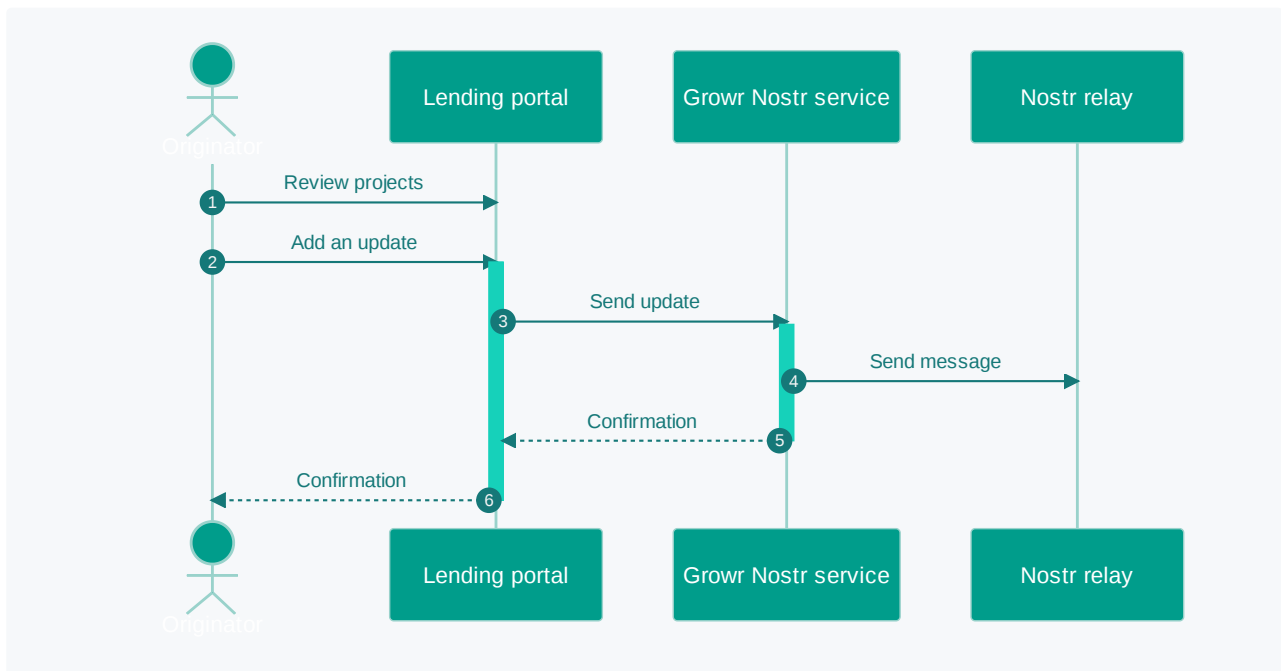 Originator
Lending portal
Growr Nostr service
Nostr relay
Review projects
1
Add an update
2
Send update
3
Send message
4
Confirmation
5
Confirmation
6
Originator
Lending portal
Growr Nostr service
Nostr relay